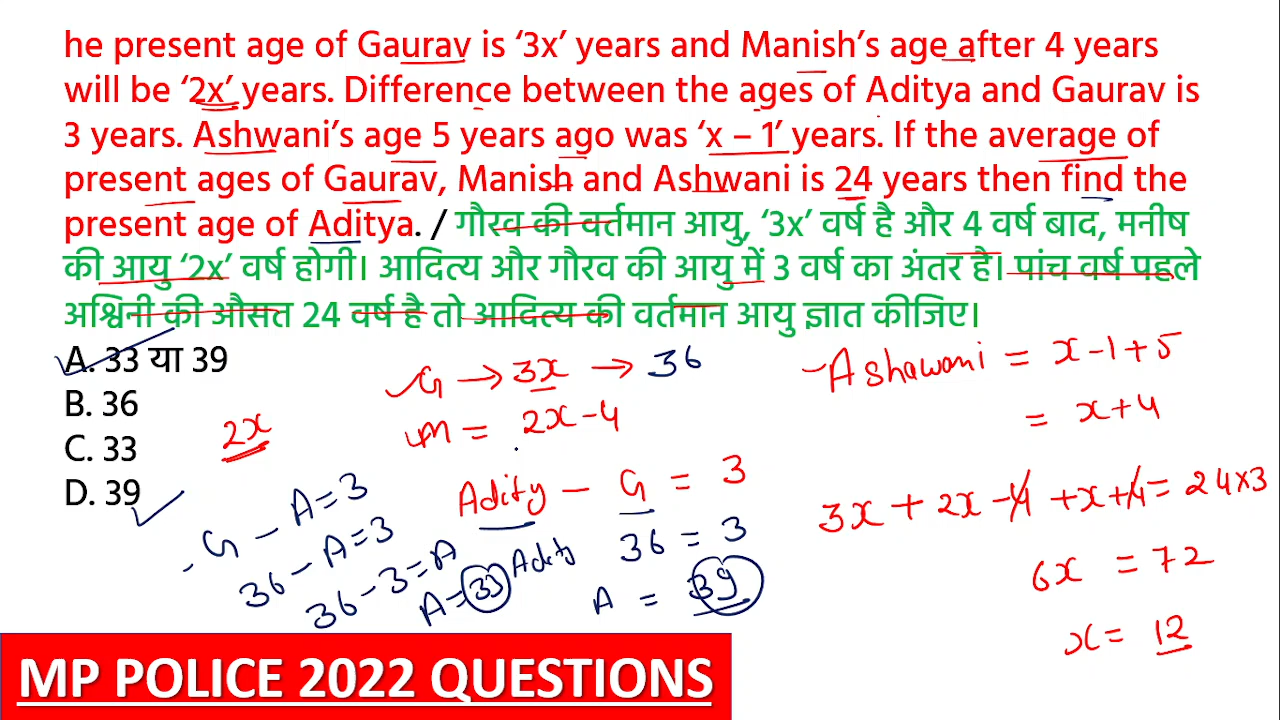 he present age of Gaurav is ‘3x’ years and Manish’s age after 4 years
will be ‘2x’ years. Difference between the ages of Aditya and Gaurav is
3 years. Ashwani’s age 5 years ago was ‘x – 1’ years. If the average of
present ages of Gaurav, Manish and Ashwani is 24 years then find the
present age of Aditya. / गौरव की वर्तमान आयु, ‘3x’ वर्ष है और 4 वर्ष बाद, मनीष
की आयु ‘2x’ वर्ष होगी। आदित्य और गौरव की आयु में 3 वर्ष का अंतर है। पांच वर्ष पहले
अश्विनी की औसत 24 वर्ष है तो आदित्य की वर्तमान आयु ज्ञात कीजिए।
A. 33 या 39
B. 36
C. 33
D. 39
2x
G → 3x → 36
M = 2x-4
Adity - G = 3
36 = 3
A = 39
G - A = 3
36 - A = 3
36 - 3 = A
A = 33 Adity
Ashawani = x-1+5
= x+4
3x + 2x -4 +x+4 = 24x3
6x = 72
x = 12
MP POLICE 2022 QUESTIONS